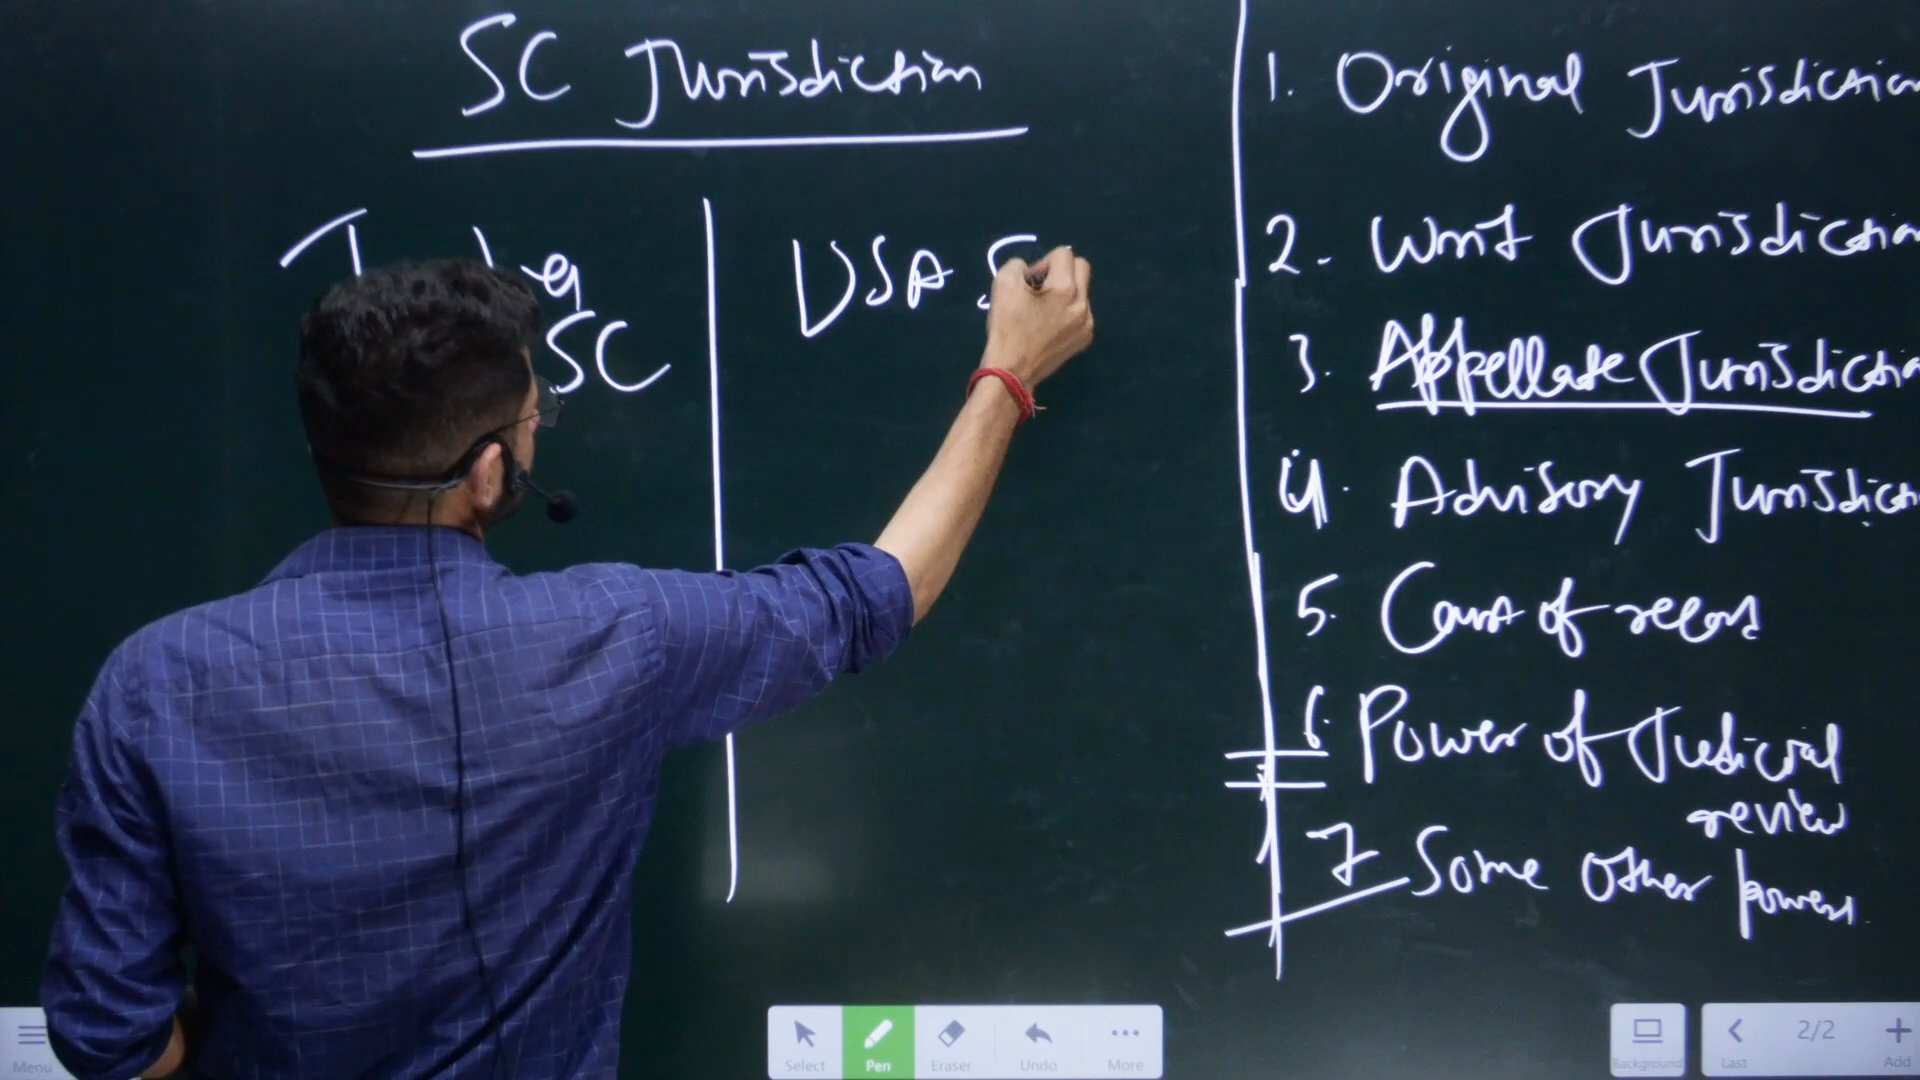 SC Jurisdiction
SC
USA
1. Original Jurisdiction
2. Writ Jurisdiction
3. Appellate Jurisdiction
4. Advisory Jurisdicti
5. Court of record
6. Power of Judicial
review
7 Some other powers
Menu
Select
Pen
Eraser
Undo
More
Background
Last
2/2
Add